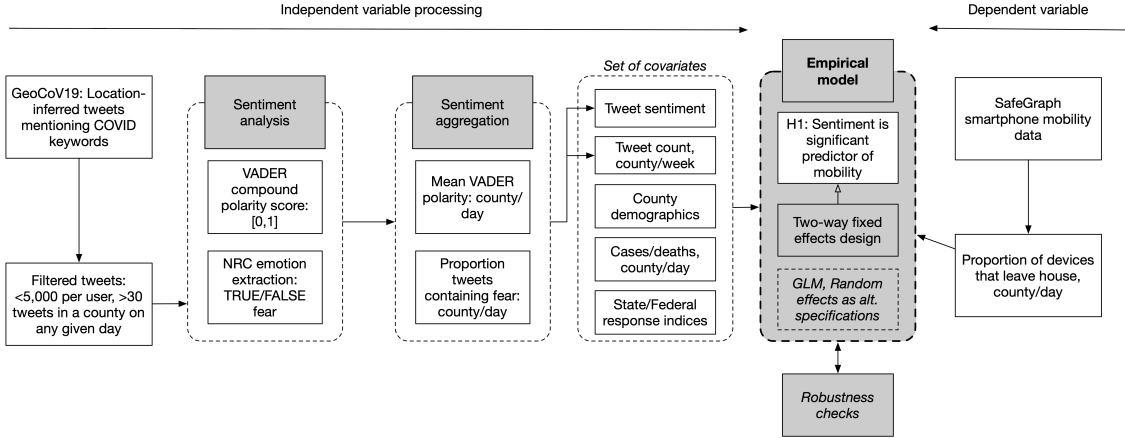 Independent variable processing
Dependent variable
GeoCoV19: Location-
inferred tweets
mentioning COVID
keywords
Filtered tweets:
<5,000 per user, >30
tweets in a county on
any given day
Sentiment
analysis
VADER
compound
polarity score:
[0,1]
NRC emotion
extraction:
TRUE/FALSE
fear
Sentiment
aggregation
Mean VADER
polarity: county/
day
Proportion
tweets
containing fear:
county/day
Set of covariates
Tweet sentiment
Tweet count,
county/week
County
demographics
Cases/deaths,
county/day
State/Federal
response indices
Empirical
model
H1: Sentiment is
significant
predictor of
mobility
Two-way fixed
effects design
GLM, Random
effects as alt.
specifications
Robustness
checks
SafeGraph
smartphone mobility
data
Proportion of devices
that leave house,
county/day